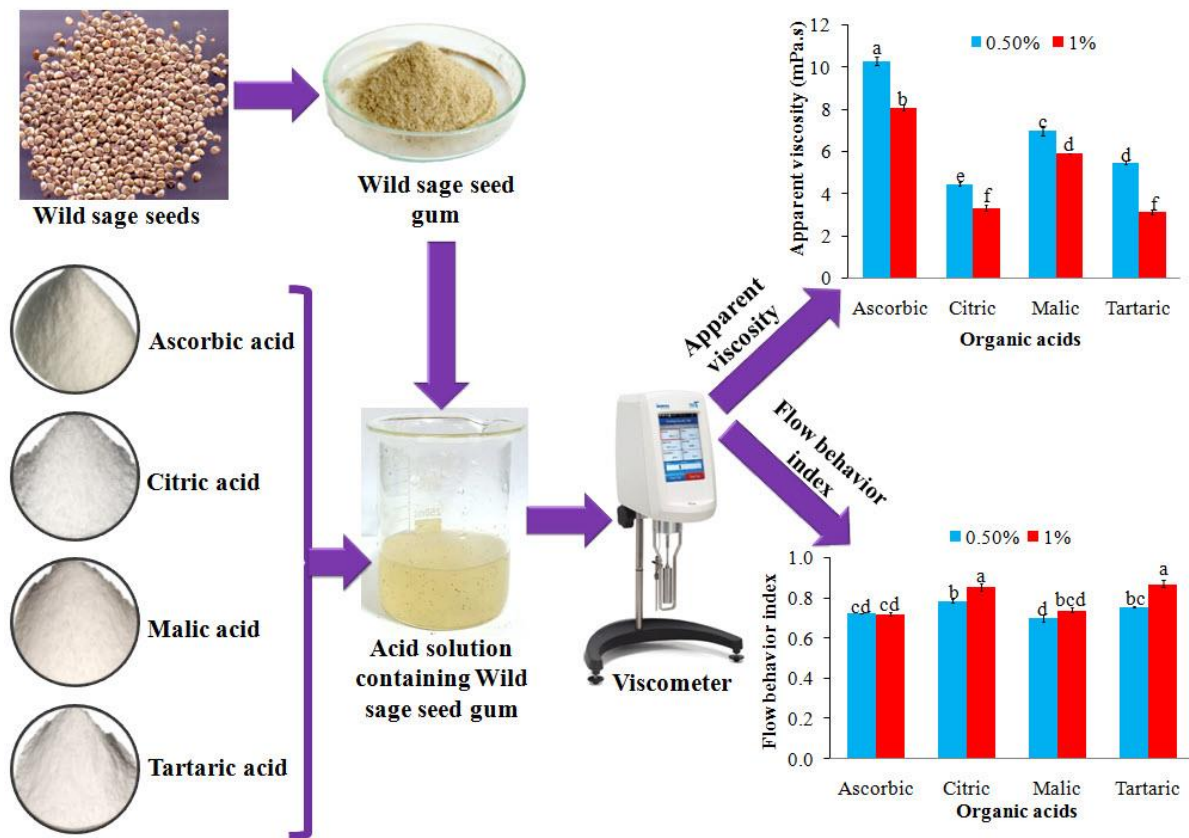 Wild sage seeds
Wild sage seed
gum
Ascorbic acid
Citric acid
Malic acid
Tartaric acid
Acid solution
containing Wild
sage seed gum
Viscometer
Apparent
viscosity
Flow behavior
index
0.50% 1%
Apparent viscosity (mPa.s)
12
10
8
6
4
2
0
a
b
c
d
d
e
f
f
Ascorbic Citric Malic Tartaric
Organic acids
0.50% 1%
Flow behavior index
1.0
0.8
0.6
0.4
0.2
0.0
cd cd
b
a
d
bcd
bc
a
Ascorbic Citric Malic Tartaric
Organic acids